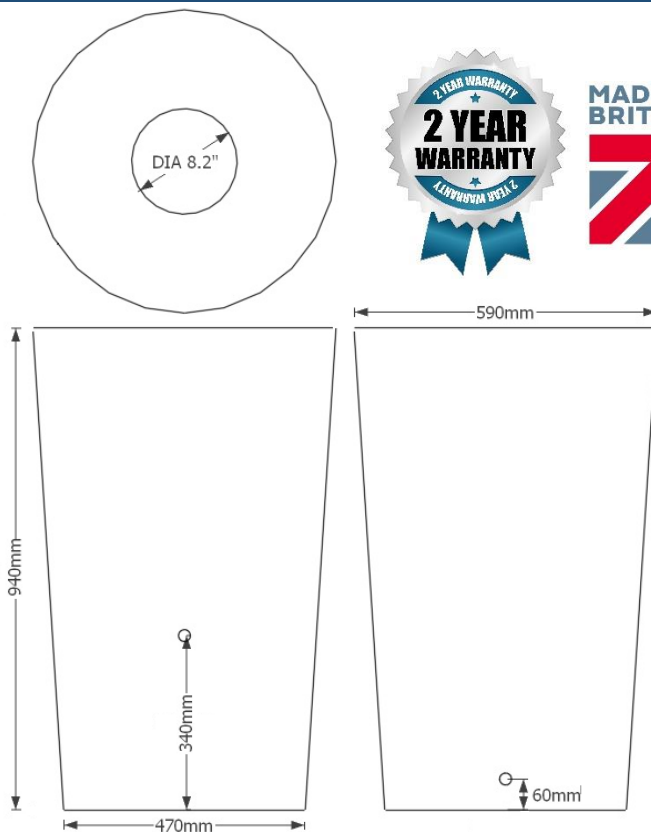 DIA 8.2"
2 YEAR WARRANTY
2 YEAR
WARRANTY
2 YEAR WARRANTY
MAD
BRIT
590mm
940mm
340mm
60mm
470mm